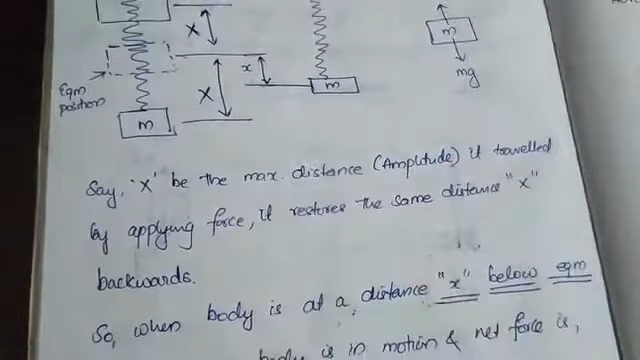 X
x
X
Eqm
position
m
m
m
mg
Say, 'X' be the max. distance (Amplitude) it travelled
by applying force, it restores the same distance "X"
backwards.
So, when body is at a distance "x" below eqm
body is in motion & net force is,